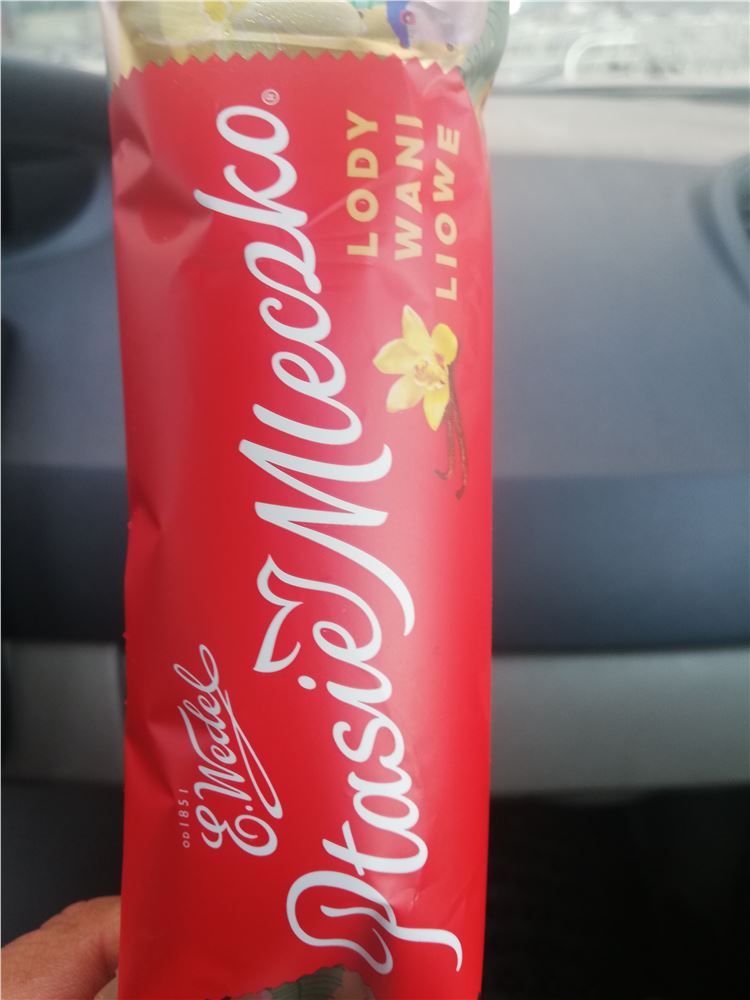 OD 1851
E. Wedel
Ptasie Mleczko®
LODY
WANI
LIOWE